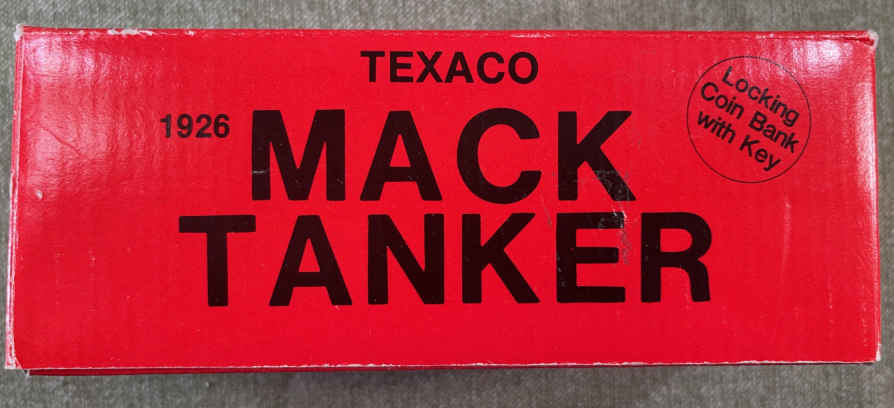 TEXACO
1926
MACK
TANKER
Locking
Coin Bank
with Key